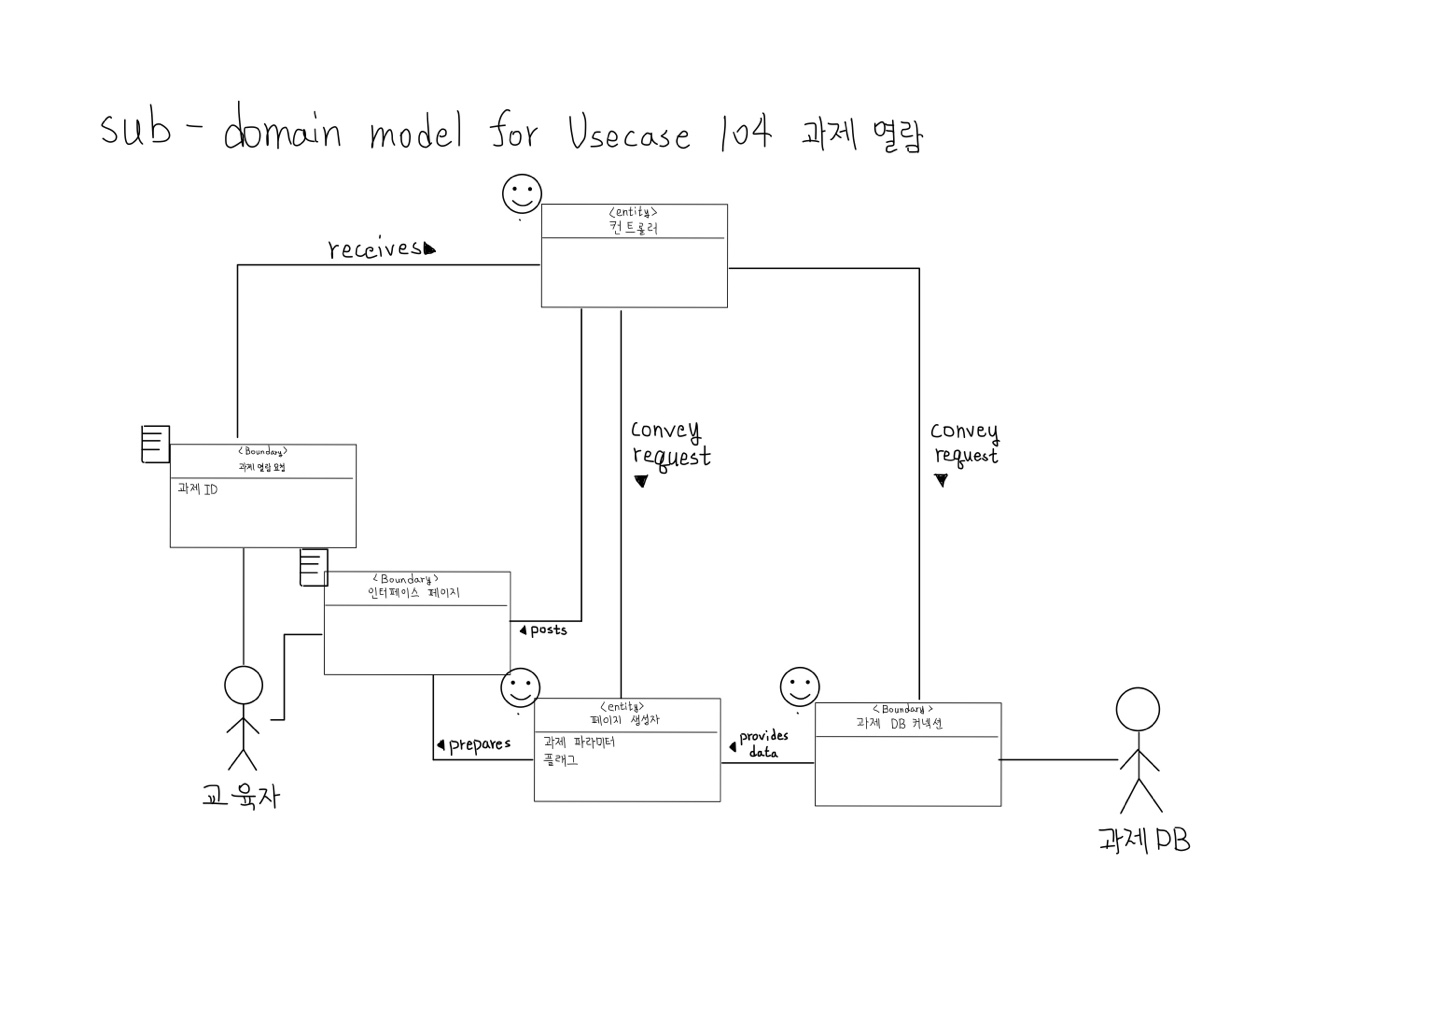 sub - domain model for Usecase 104 과제 열람
<entity>
컨트롤러
receives
<Boundary>
과제 열람 요청
과제 ID
convey
request
convey
request
<Boundary>
인터페이스 페이지
posts
<entity>
페이지 생성자
과제 파라미터
플래그
prepares
<Boundary>
과제 DB 커넥션
provides
data
교육자
과제 DB